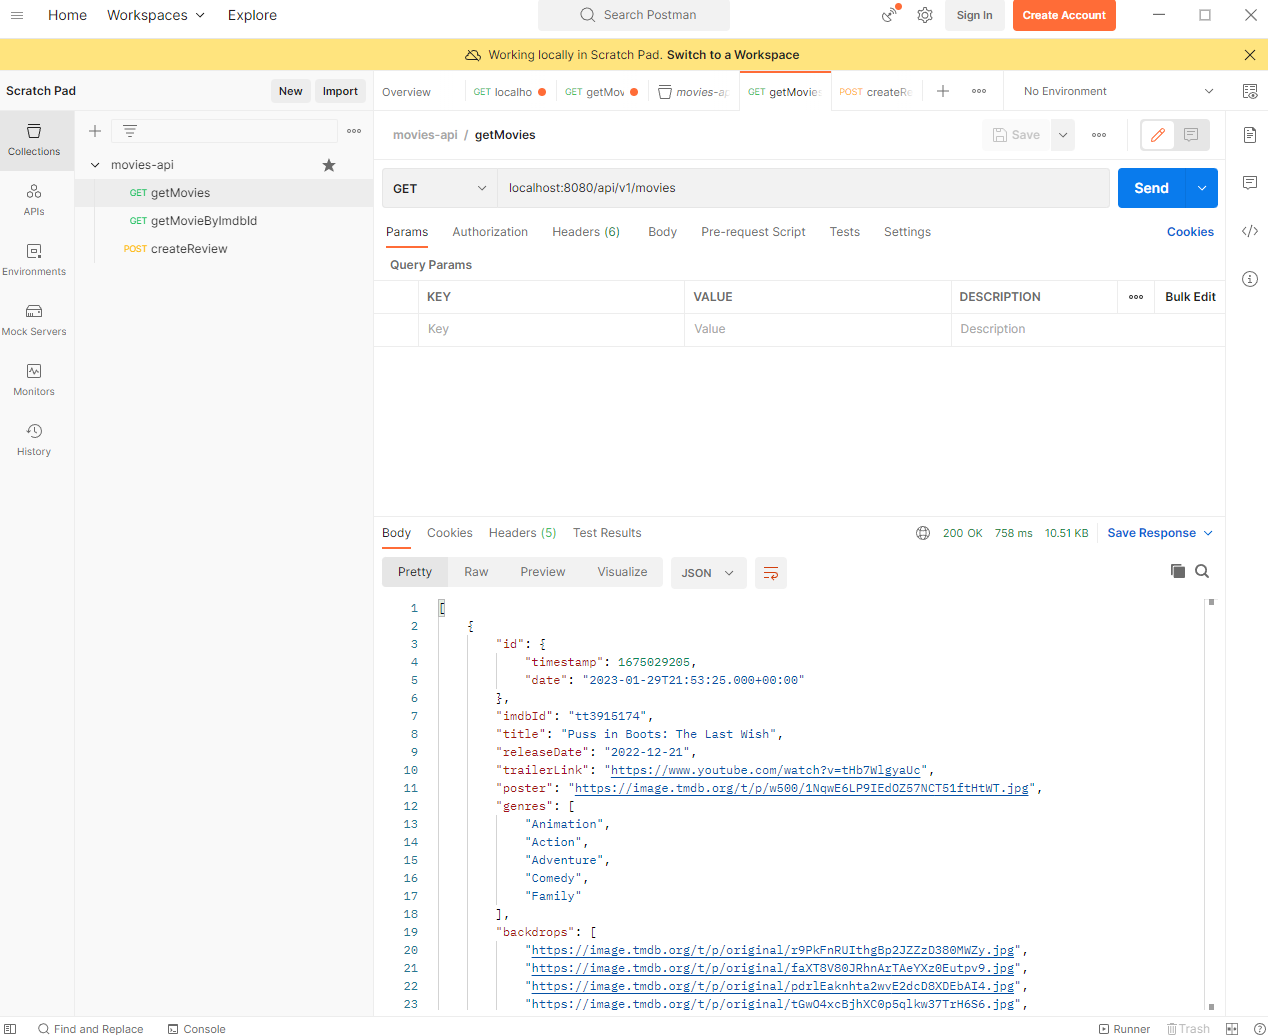 Home Workspaces Explore Search Postman Sign In Create Account
Working locally in Scratch Pad. Switch to a Workspace
Scratch Pad New Import Overview GET localho GET getMov movies-ap GET getMovies POST createRe No Environment
Collections
APIs
Environments
Mock Servers
Monitors
History
movies-api
GET getMovies
GET getMovieByImdbId
POST createReview
movies-api / getMovies Save
GET localhost:8080/api/v1/movies Send
Params Authorization Headers (6) Body Pre-request Script Tests Settings Cookies
Query Params
KEY VALUE DESCRIPTION Bulk Edit
Key Value Description
Body Cookies Headers (5) Test Results 200 OK 758 ms 10.51 KB Save Response
Pretty Raw Preview Visualize JSON
1 [
2 {
3 "id": {
4 "timestamp": 1675029205,
5 "date": "2023-01-29T21:53:25.000+00:00"
6 },
7 "imdbId": "tt3915174",
8 "title": "Puss in Boots: The Last Wish",
9 "releaseDate": "2022-12-21",
10 "trailerLink": "https://www.youtube.com/watch?v=tHb7WlgyaUc",
11 "poster": "https://image.tmdb.org/t/p/w500/1NqwE6LP9IEdOZ57NCT51ftHtWT.jpg",
12 "genres": [
13 "Animation",
14 "Action",
15 "Adventure",
16 "Comedy",
17 "Family"
18 ],
19 "backdrops": [
20 "https://image.tmdb.org/t/p/original/r9PkFnRUIthgBp2JZZzD380MWZy.jpg",
21 "https://image.tmdb.org/t/p/original/faXT8V80JRhnArTAeYXz0Eutpv9.jpg",
22 "https://image.tmdb.org/t/p/original/pdrlEaknhta2wvE2dcD8XDEbAI4.jpg",
23 "https://image.tmdb.org/t/p/original/tGwO4xcBjhXC0p5qlkw37TrH6S6.jpg",
Find and Replace Console Runner Trash